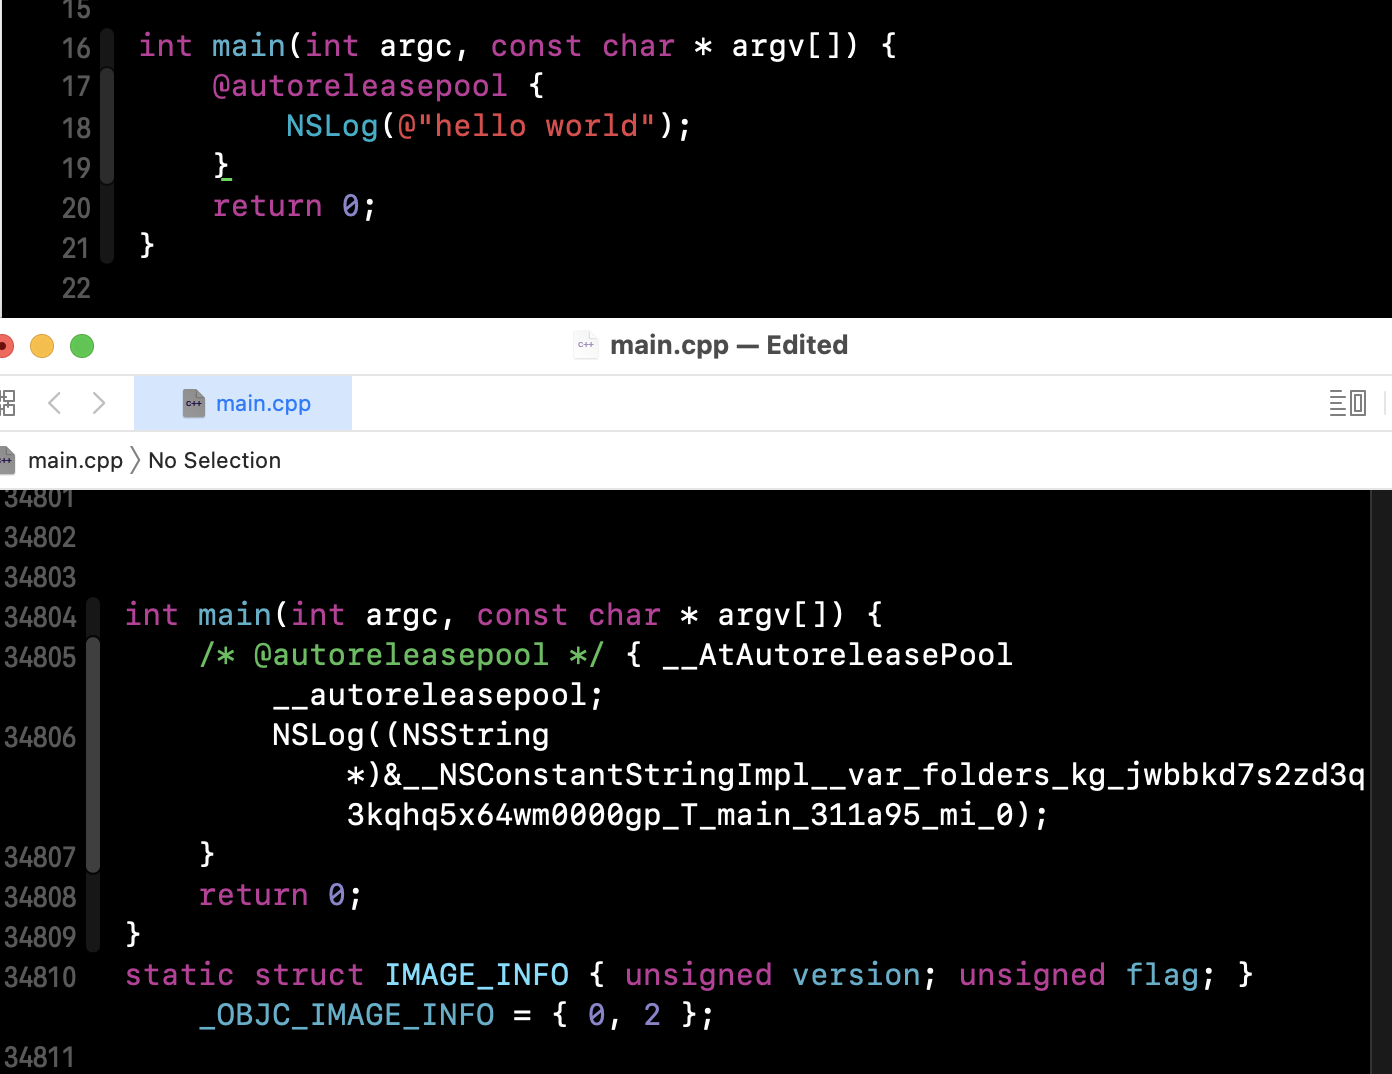 15
16 int main(int argc, const char * argv[]) {
17 @autoreleasepool {
18 NSLog(@"hello world");
19 }
20 return 0;
21 }
22
C++ main.cpp — Edited
C++ main.cpp
main.cpp 〉 No Selection
34801
34802
34803
34804 int main(int argc, const char * argv[]) {
34805 /* @autoreleasepool */ { __AtAutoreleasePool
__autoreleasepool;
34806 NSLog((NSString
*)&__NSConstantStringImpl__var_folders_kg_jwbbkd7s2zd3q
3kqhq5x64wm0000gp_T_main_311a95_mi_0);
34807 }
34808 return 0;
34809 }
34810 static struct IMAGE_INFO { unsigned version; unsigned flag; }
_OBJC_IMAGE_INFO = { 0, 2 };
34811